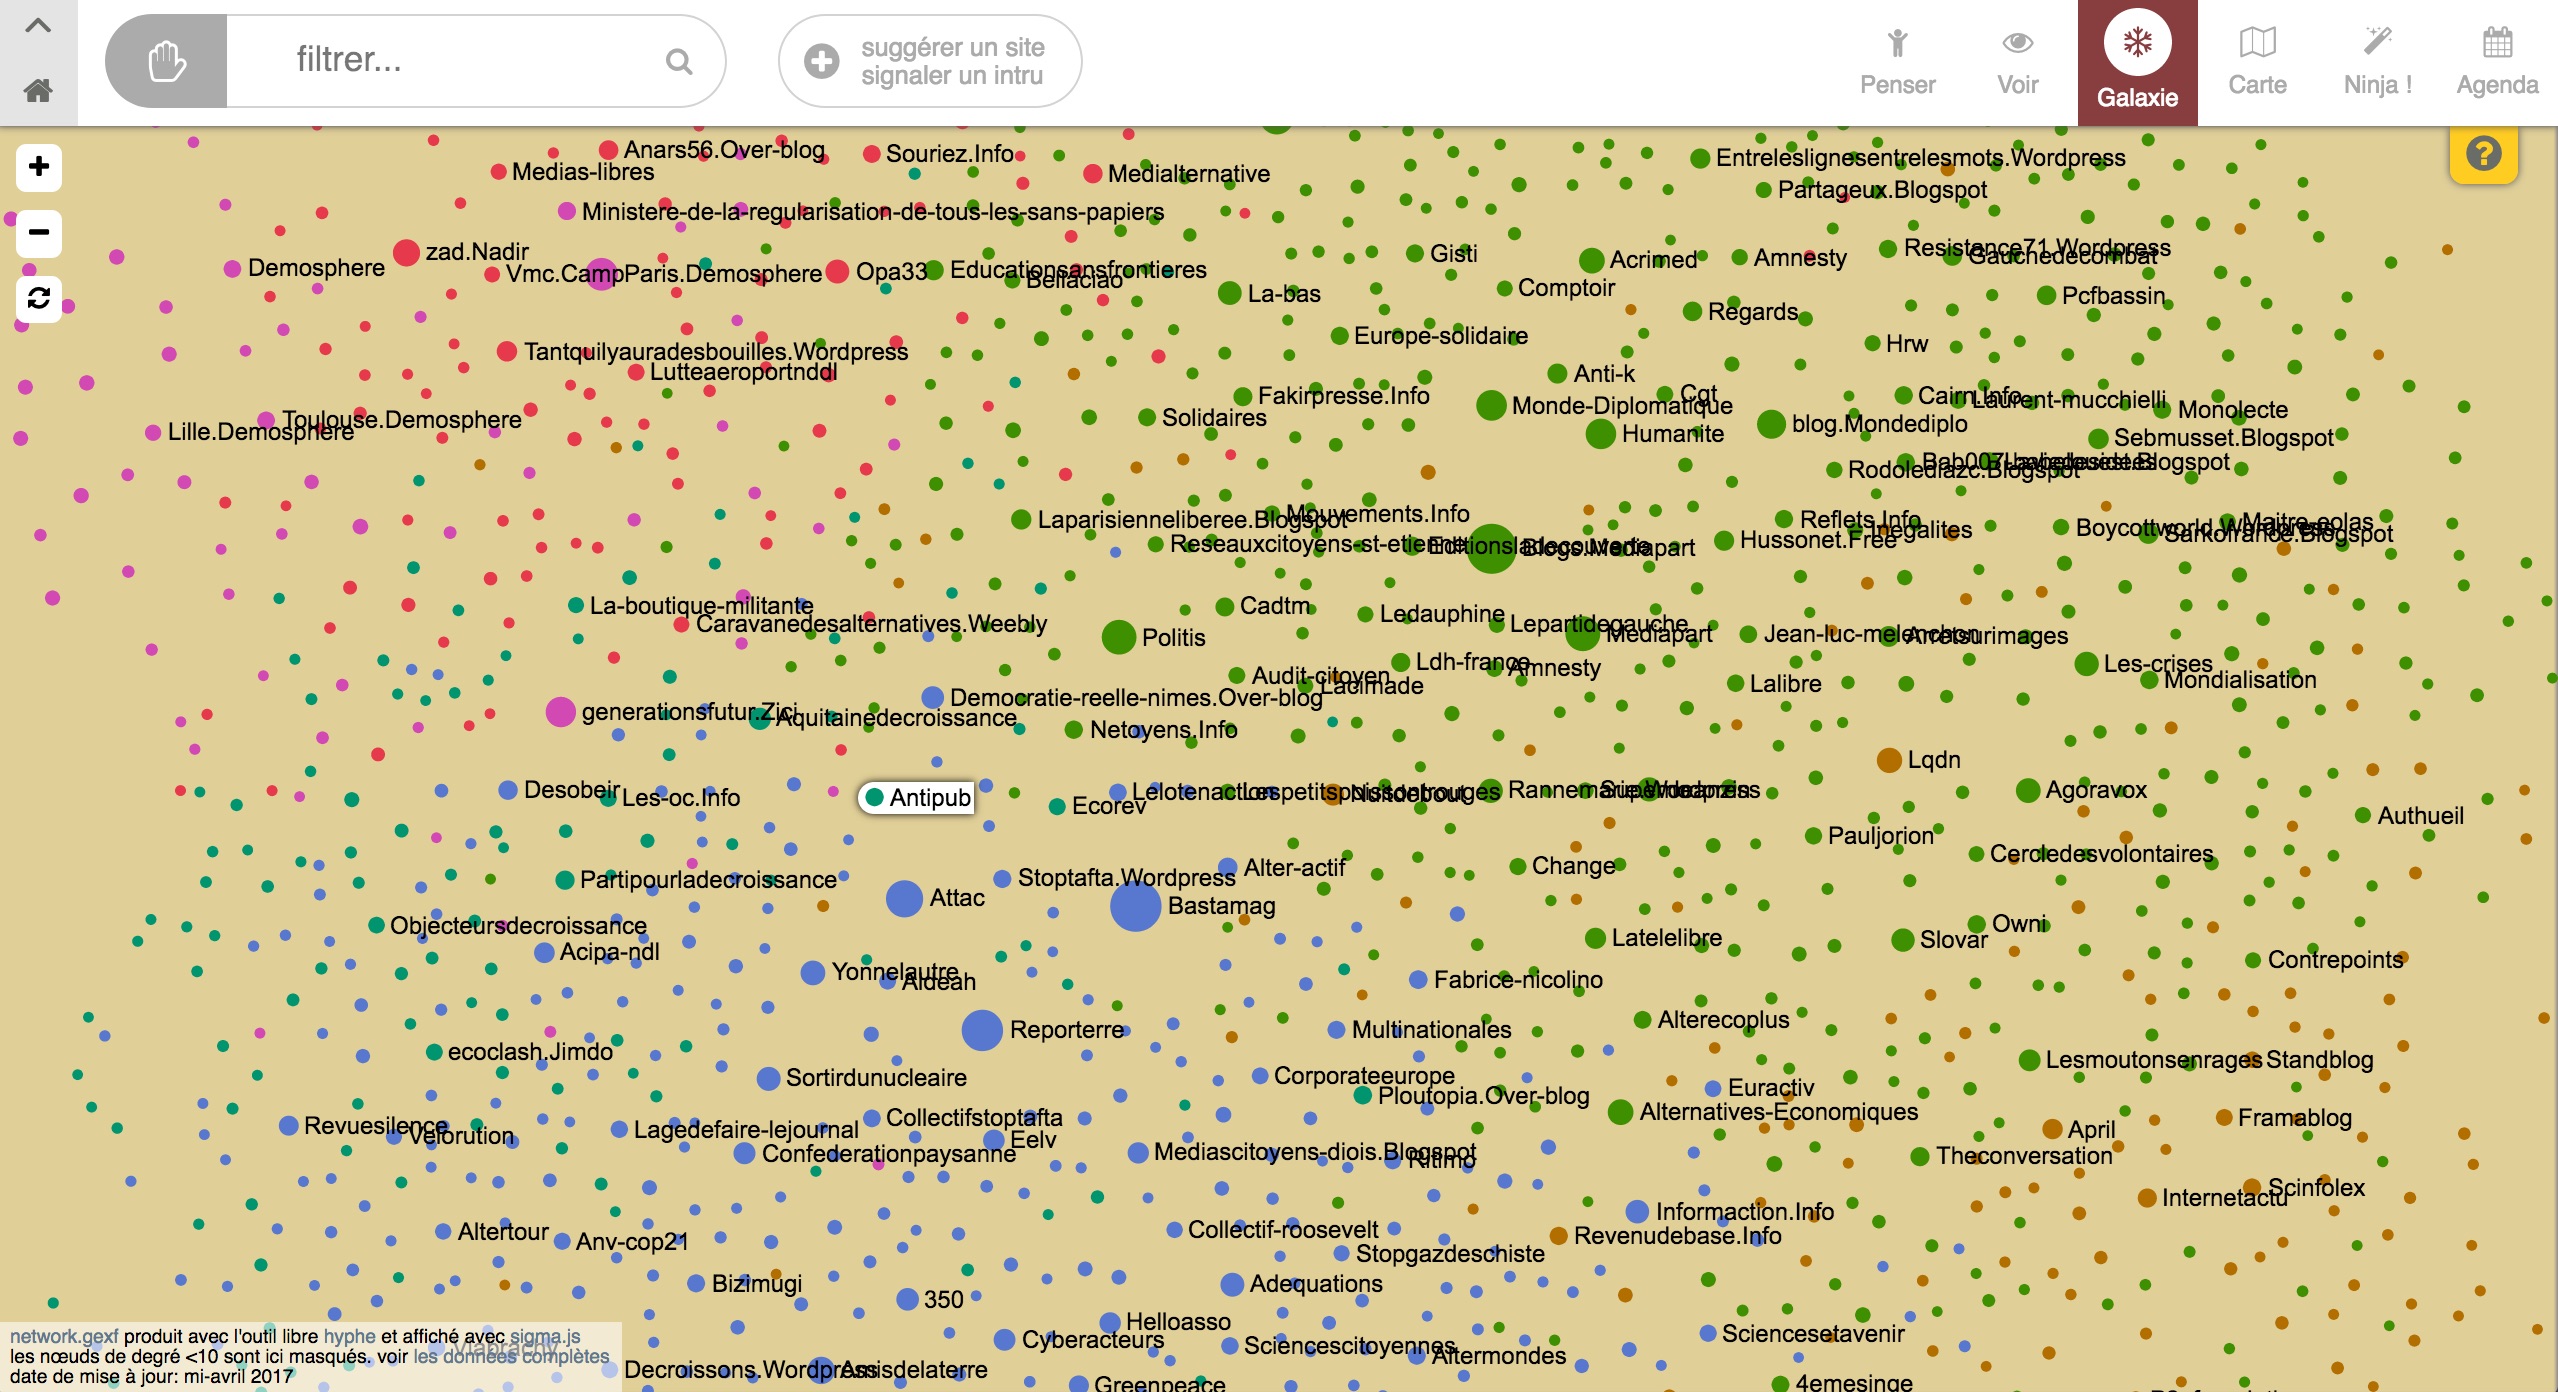 filtrer...
suggérer un site
signaler un intru
Penser
Voir
Galaxie
Carte
Ninja !
Agenda
Anars56.Over-blog
Souriez.Info
Medias-libres
Medialternative
Entreleslignesentrelesmots.Wordpress
Partageux.Blogspot
Ministere-de-la-regularisation-de-tous-les-sans-papiers
zad.Nadir
Demosphere
Vmc.Camp
Paris.Demosphere
Opa33
Educationsansfrontieres
Bellaciao
Gisti
Acrimed
Amnesty
Resistance71.Wordpress
Gauchedecombat
La-bas
Comptoir
Regards
Pcfbassin
Europe-solidaire
Hrw
Tantquilyauradesbouilles.Wordpress
Lutteaeroportnddl
Anti-k
Fakirpresse.Info
Cgt
Cairn.Info
Laurent-mucchielli
Monde-Diplomatique
Monolecte
Toulouse.Demosphere
Lille.Demosphere
Solidaires
Humanite
blog.Mondediplo
Sebmusset.Blogspot
Rodolediazc.Blogspot
Mouvements.Info
Laparisienneliberee.Blogspot
Reflets.Info
Inegalites
Hussonet.Free
Boycottworld.Wordpress
Maitre-eolas
Sarkofrance.Blogspot
Reseauxcitoyens-st-etienne
Editionsladecouverte
Blogs.Mediapart
La-boutique-militante
Cadtm
Ledauphine
Caravanedesalternatives.Weebly
Lepartidegauche
Mediapart
Politis
Jean-luc-melenchon
Arretsurimages
Ldh-france
Amnesty
Audit-citoyen
Lacimade
Les-crises
Mondialisation
Lalibre
Democratie-reelle-nimes.Over-blog
generationsfutur.Zici
Aquitainedecroissance
Netoyens.Info
Lqdn
Desobeir
Les-oc.Info
Antipub
Ecorev
Lelotenaction
Lespetitspoissontrouges
Nuitdebout
Agoravox
Authueil
Pauljorion
Cercledesvolontaires
Change
Alter-actif
Stoptafta.Wordpress
Partipourladecroissance
Attac
Bastamag
Objecteursdecroissance
Owni
Slovar
Latelelibre
Acipa-ndl
Contrepoints
Yonnelautre
Aldeah
Fabrice-nicolino
Alterecoplus
Reporterre
Multinationales
ecoclash.Jimdo
Lesmoutonsenrages
Standblog
Sortirdunucleaire
Corporateeurope
Euractiv
Ploutopia.Over-blog
Alternatives-Economiques
Framablog
Revuesilence
Velorution
Lagedefaire-lejournal
Collectifstoptafta
Eelv
April
Confederationpaysanne
Mediascitoyens-diois.Blogspot
Ritimo
Theconversation
Scinfolex
Internetactu
Informaction.Info
Altertour
Anv-cop21
Collectif-roosevelt
Revenudebase.Info
Stopgazdeschiste
Bizimugi
Adequations
350
Helloasso
Cyberacteurs
Sciencesetavenir
Sciencescitoyennes
Altermondes
Decroissons.Wordpress
Amisdelaterre
Greenpeace
4emesinge
network.gexf produit avec l'outil libre hyphe et affiché avec sigma.js
les nœuds de degré <10 sont ici masqués. voir les données complètes
date de mise à jour: mi-avril 2017